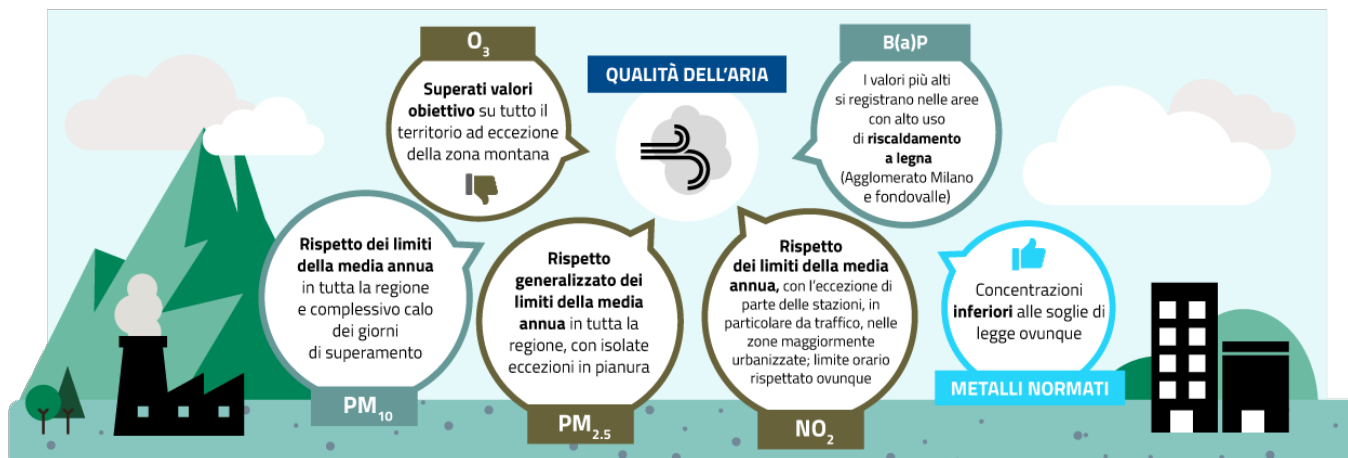 QUALITÀ DELL'ARIA
O₃
Superati valori
obiettivo su tutto il
territorio ad eccezione
della zona montana
B(a)P
I valori più alti
si registrano nelle aree
con alto uso
di riscaldamento
a legna
(Agglomerato Milano
e fondovalle)
Rispetto dei limiti
della media annua
in tutta la regione
e complessivo calo
dei giorni
di superamento
PM₁₀
Rispetto
generalizzato dei
limiti della media
annua in tutta la
regione, con isolate
eccezioni in pianura
PM₂.₅
Rispetto
dei limiti della media
annua, con l'eccezione di
parte delle stazioni, in
particolare da traffico, nelle
zone maggiormente
urbanizzate; limite orario
rispettato ovunque
NO₂
Concentrazioni
inferiori alle soglie di
legge ovunque
METALLI NORMATI